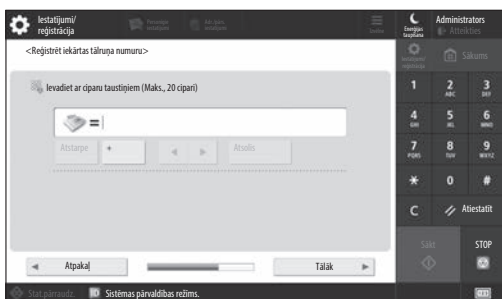 Iestatījumi/
reģistrācija
Enerģijas
taupīšana
Administrators
Atteikties
<Reģistrēt iekārtas tālruņa numuru>
Sākums
Ievadiet ar ciparu taustiņiem (Maks., 20 cipari)
=
Atstarpe
+
Atsolis
1
2 ABC
3 DEF
4 GHI
5 JKL
6 MNO
7 PQRS
8 TUV
9 WXYZ
*
0
#
C
Atiestatīt
Sākt
STOP
Atpakaļ
Tālāk
Stat.pārraudz.
Sistēmas pārvaldības režīms.